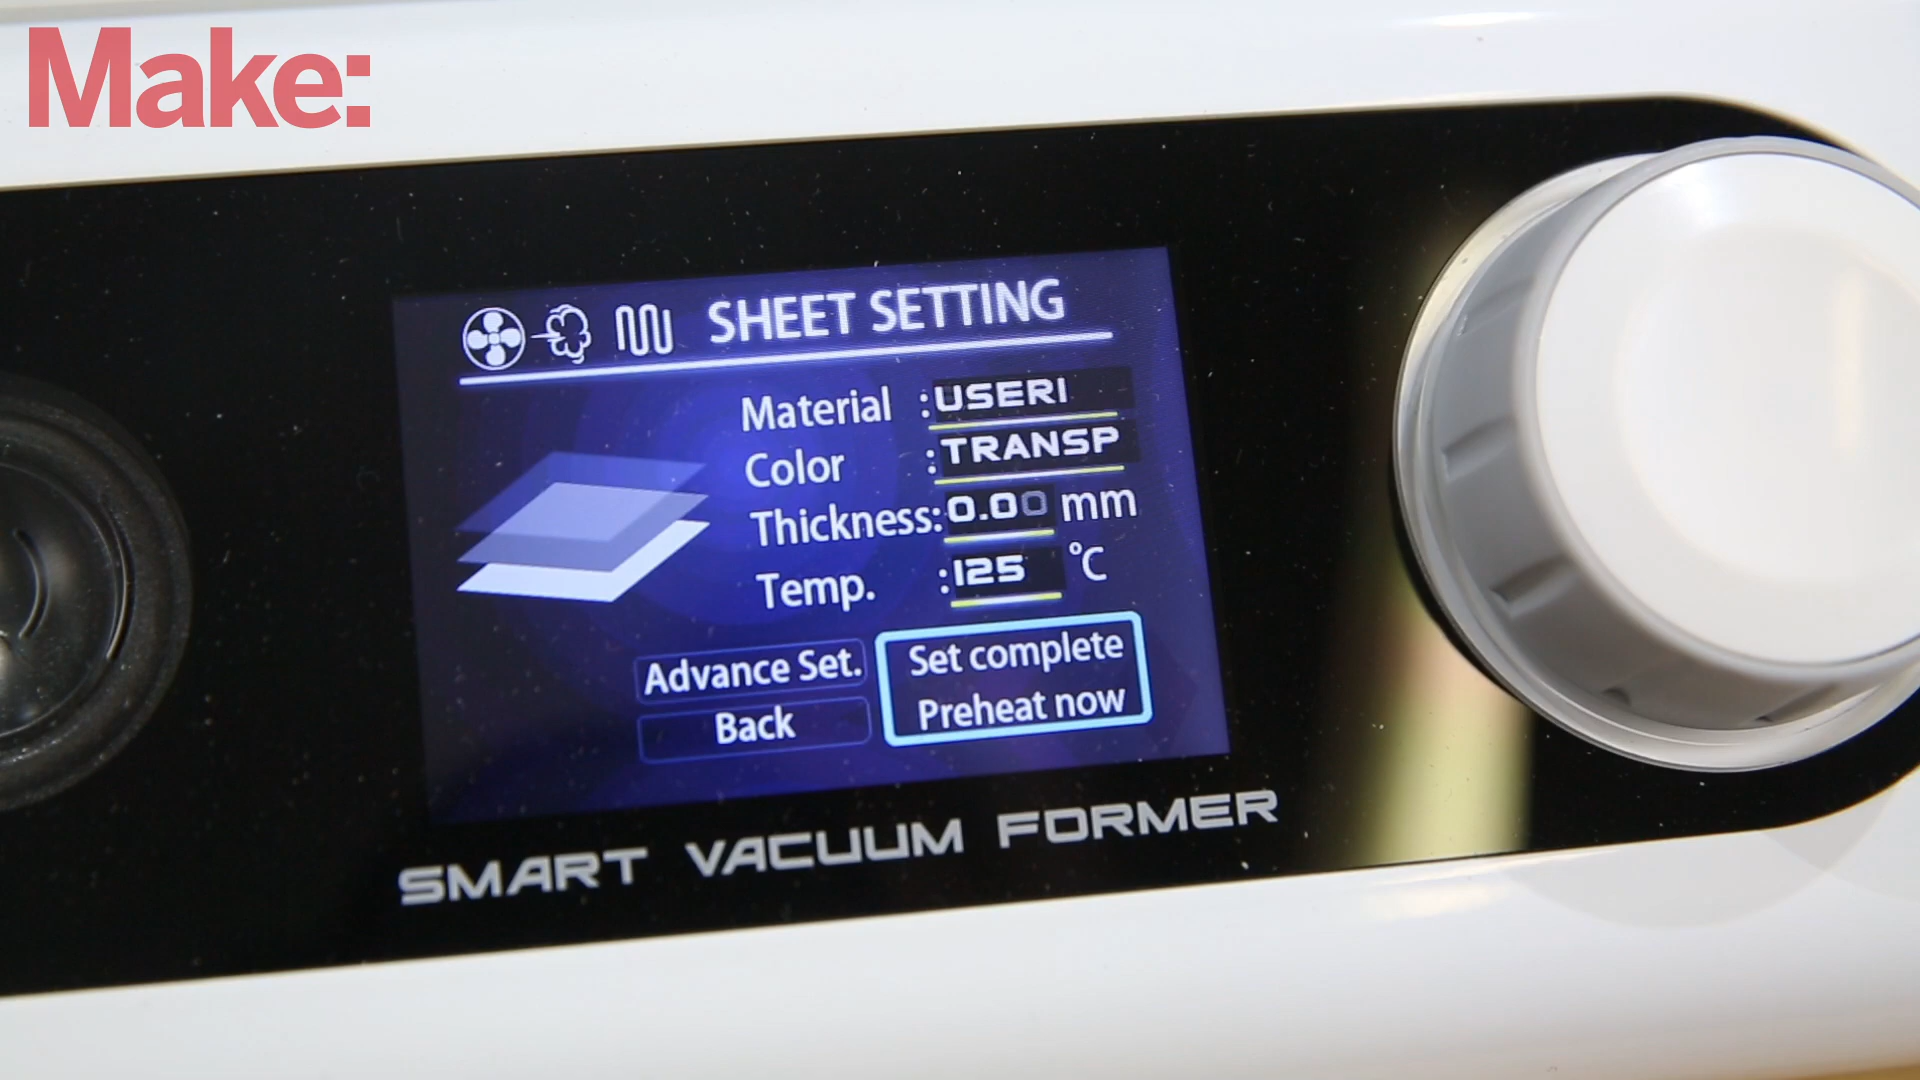 Make:
SHEET SETTING
Material :USER1
Color :TRANSP
Thickness:0.00 mm
Temp. :125 °C
Advance Set.
Back
Set complete
Preheat now
SMART VACUUM FORMER